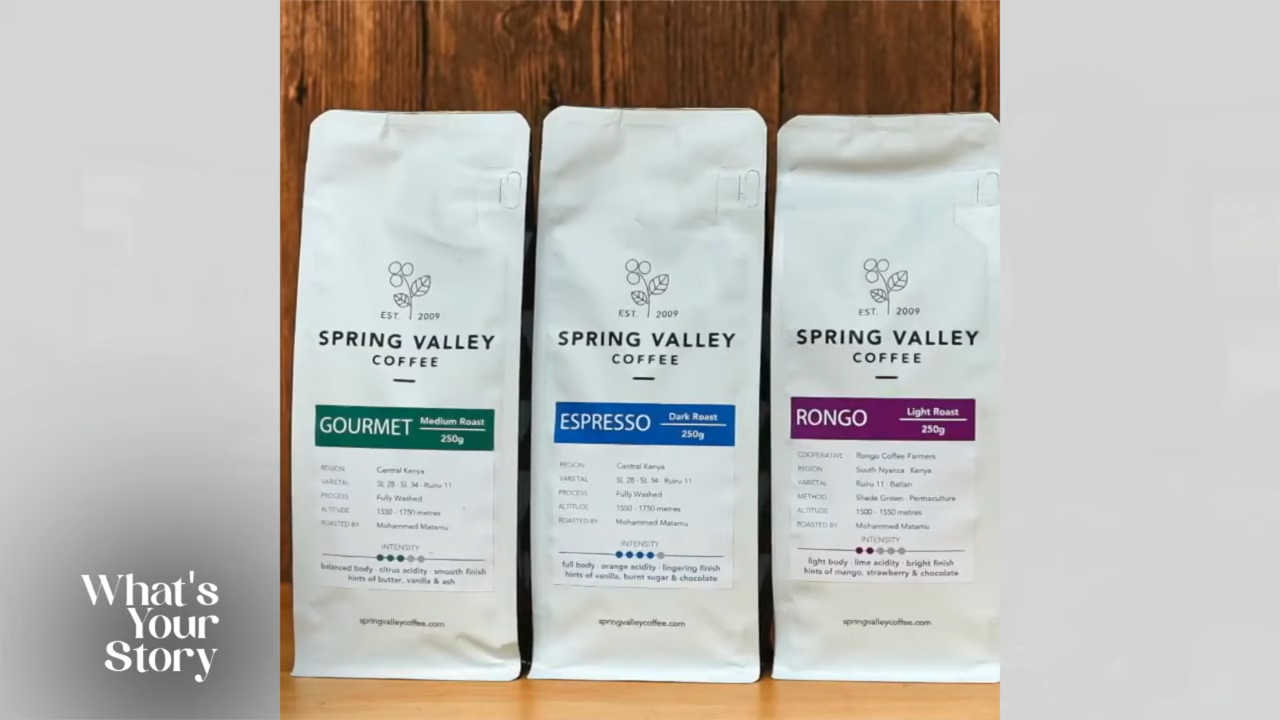 EST. 2009
SPRING VALLEY
COFFEE
GOURMET
Medium Roast
250g
REGION Central Kenya
VARIETAL SL 28 · SL 34 · Ruiru 11
PROCESS Fully Washed
ALTITUDE 1550 - 1750 metres
ROASTED BY Mohammed Matamu
INTENSITY
balanced body · citrus acidity · smooth finish
hints of butter, vanilla & ash
springvalleycoffee.com
EST. 2009
SPRING VALLEY
COFFEE
ESPRESSO
Dark Roast
250g
REGION Central Kenya
VARIETAL SL 28 · SL 34 · Ruiru 11
PROCESS Fully Washed
ALTITUDE 1550 - 1750 metres
ROASTED BY Mohammed Matamu
INTENSITY
full body · orange acidity · lingering finish
hints of vanilla, burnt sugar & chocolate
springvalleycoffee.com
EST. 2009
SPRING VALLEY
COFFEE
RONGO
Light Roast
250g
COOPERATIVE Rongo Coffee Farmers
REGION South Nyanza · Kenya
VARIETAL Ruiru 11 · Batian
METHOD Shade Grown · Permaculture
ALTITUDE 1500 - 1550 metres
ROASTED BY Mohammed Matamu
INTENSITY
light body · lime acidity · bright finish
hints of mango, strawberry & chocolate
springvalleycoffee.com
What's
Your
Story